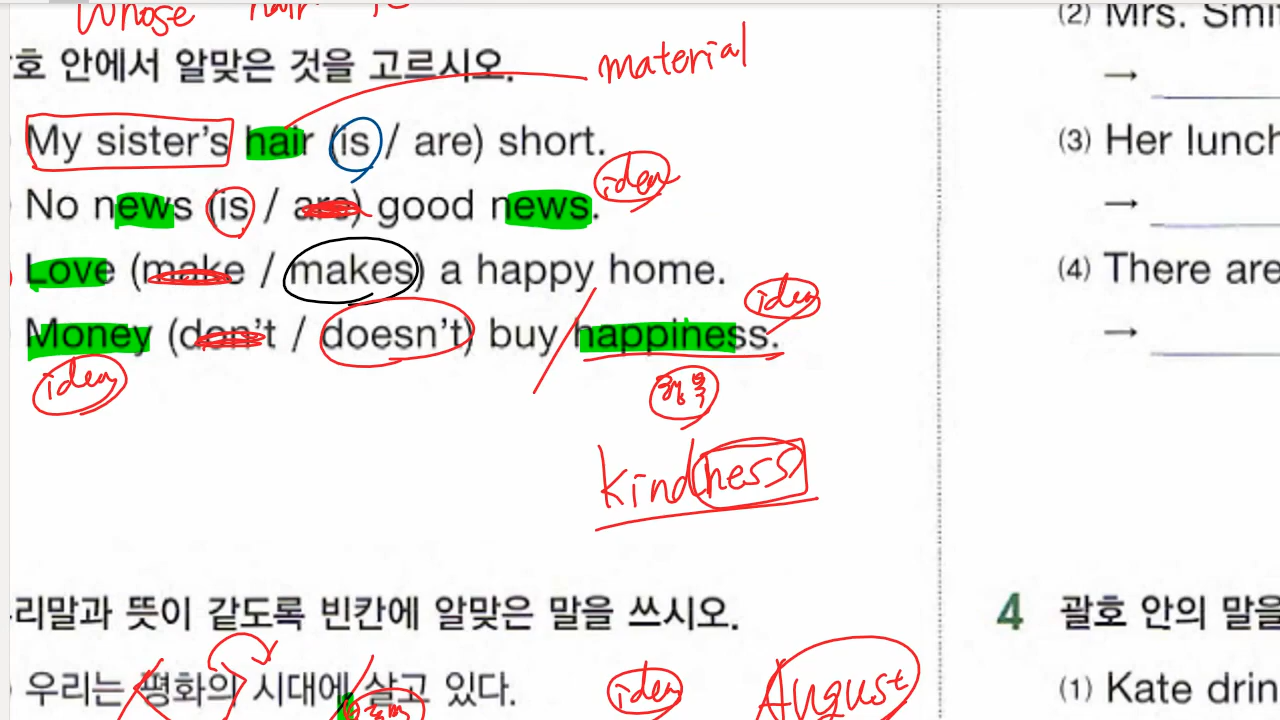 Whose hair is
호 안에서 알맞은 것을 고르시오.
material
My sister's hair (is / are) short.
idea
No news (is / are) good news.
Love (make / makes) a happy home.
idea
Money (don't / doesn't) buy happiness.
idea
행복
kindness
리말과 뜻이 같도록 빈칸에 알맞은 말을 쓰시오.
우리는 평화의 시대에 살고 있다.
idea
August
(2) Mrs. Smi
→
(3) Her lunch
→
(4) There are
→
4 괄호 안의 말을
(1) Kate drin